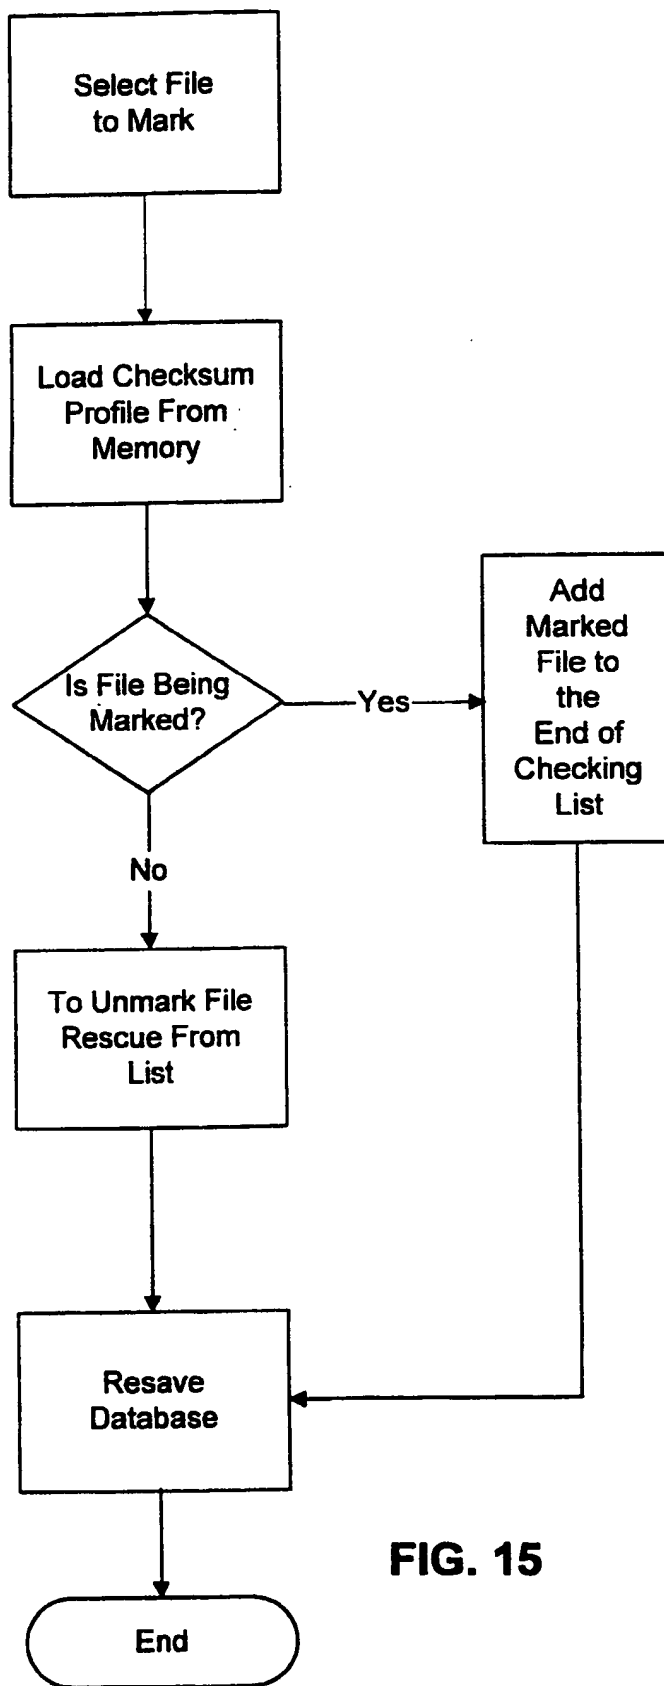 Select File
to Mark
Load Checksum
Profile From
Memory
Is File Being
Marked?
Yes
Add
Marked
File to
the
End of
Checking
List
No
To Unmark File
Rescue From
List
Resave
Database
End
FIG. 15